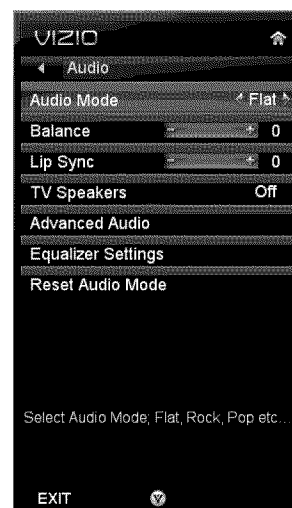 VIZIO
Audio
Audio Mode Flat
Balance - + 0
Lip Sync - + 0
TV Speakers Off
Advanced Audio
Equalizer Settings
Reset Audio Mode
Select Audio Mode; Flat, Rock, Pop etc...
EXIT